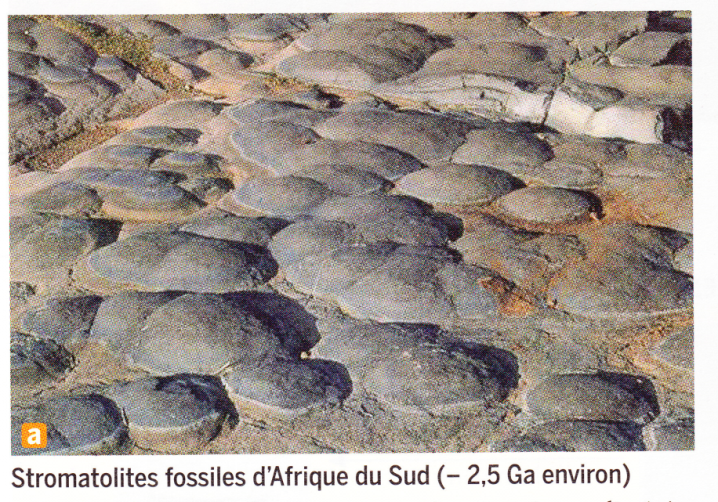 a
Stromatolites fossiles d'Afrique du Sud (– 2,5 Ga environ)